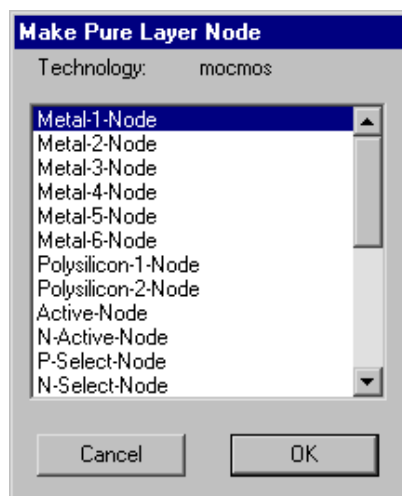 Make Pure Layer Node
Technology: mocmos
Metal-1-Node
Metal-2-Node
Metal-3-Node
Metal-4-Node
Metal-5-Node
Metal-6-Node
Polysilicon-1-Node
Polysilicon-2-Node
Active-Node
N-Active-Node
P-Select-Node
N-Select-Node
Cancel OK